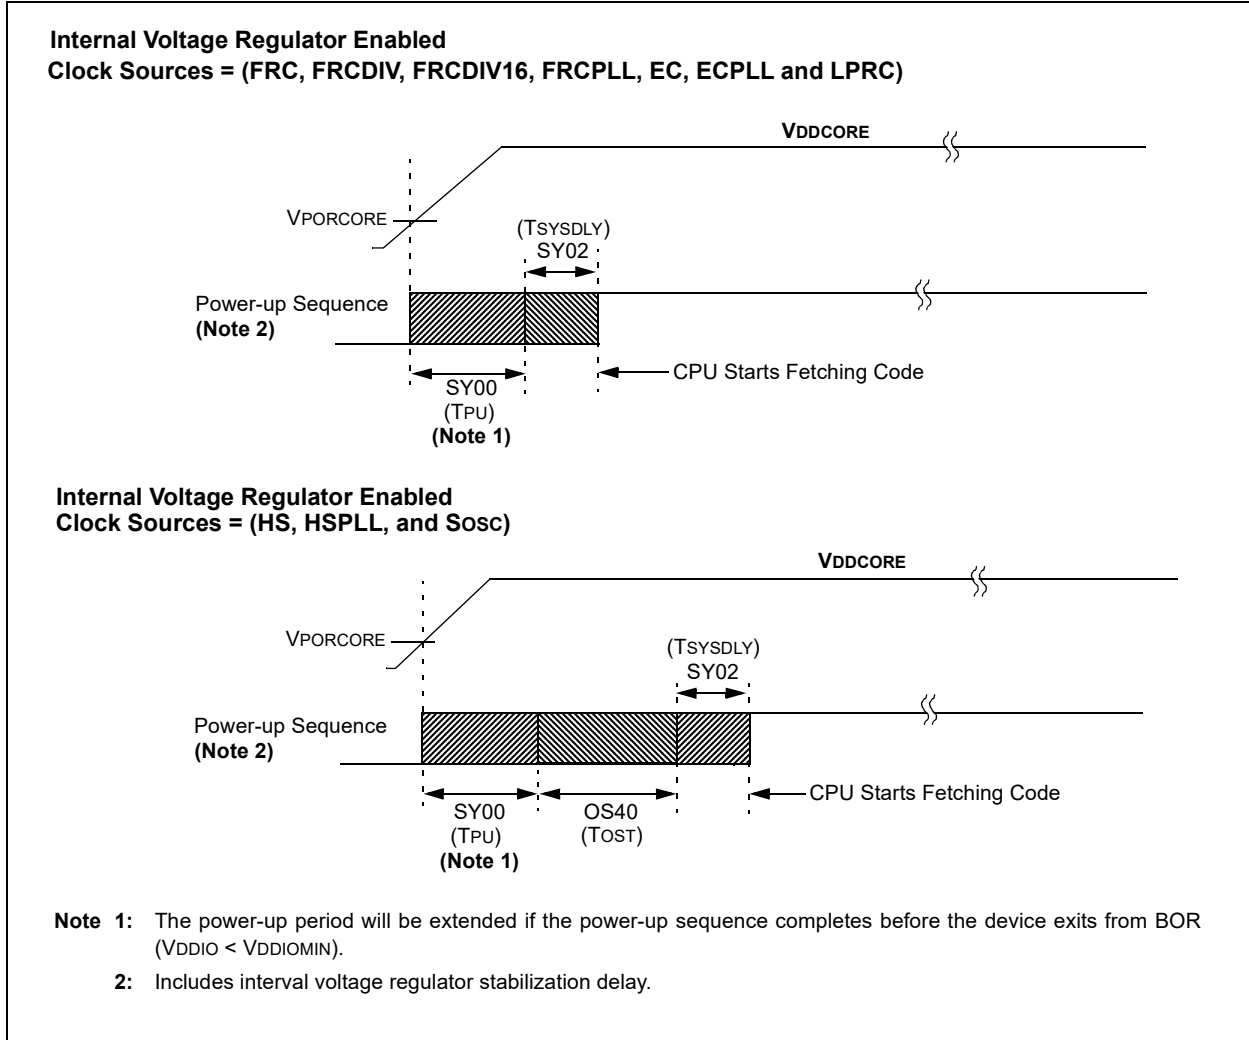 Internal Voltage Regulator Enabled
Clock Sources = (FRC, FRCDIV, FRCDIV16, FRCPLL, EC, ECPLL and LPRC)
VDDCORE
VPORCORE
(TSYSDLY)
SY02
Power-up Sequence
(Note 2)
CPU Starts Fetching Code
SY00
(TPU)
(Note 1)
Internal Voltage Regulator Enabled
Clock Sources = (HS, HSPLL, and SOSC)
VDDCORE
VPORCORE
(TSYSDLY)
SY02
Power-up Sequence
(Note 2)
CPU Starts Fetching Code
SY00
(TPU)
(Note 1)
OS40
(TOST)
Note 1: The power-up period will be extended if the power-up sequence completes before the device exits from BOR
(VDDIO < VDDIOMIN).
2: Includes interval voltage regulator stabilization delay.